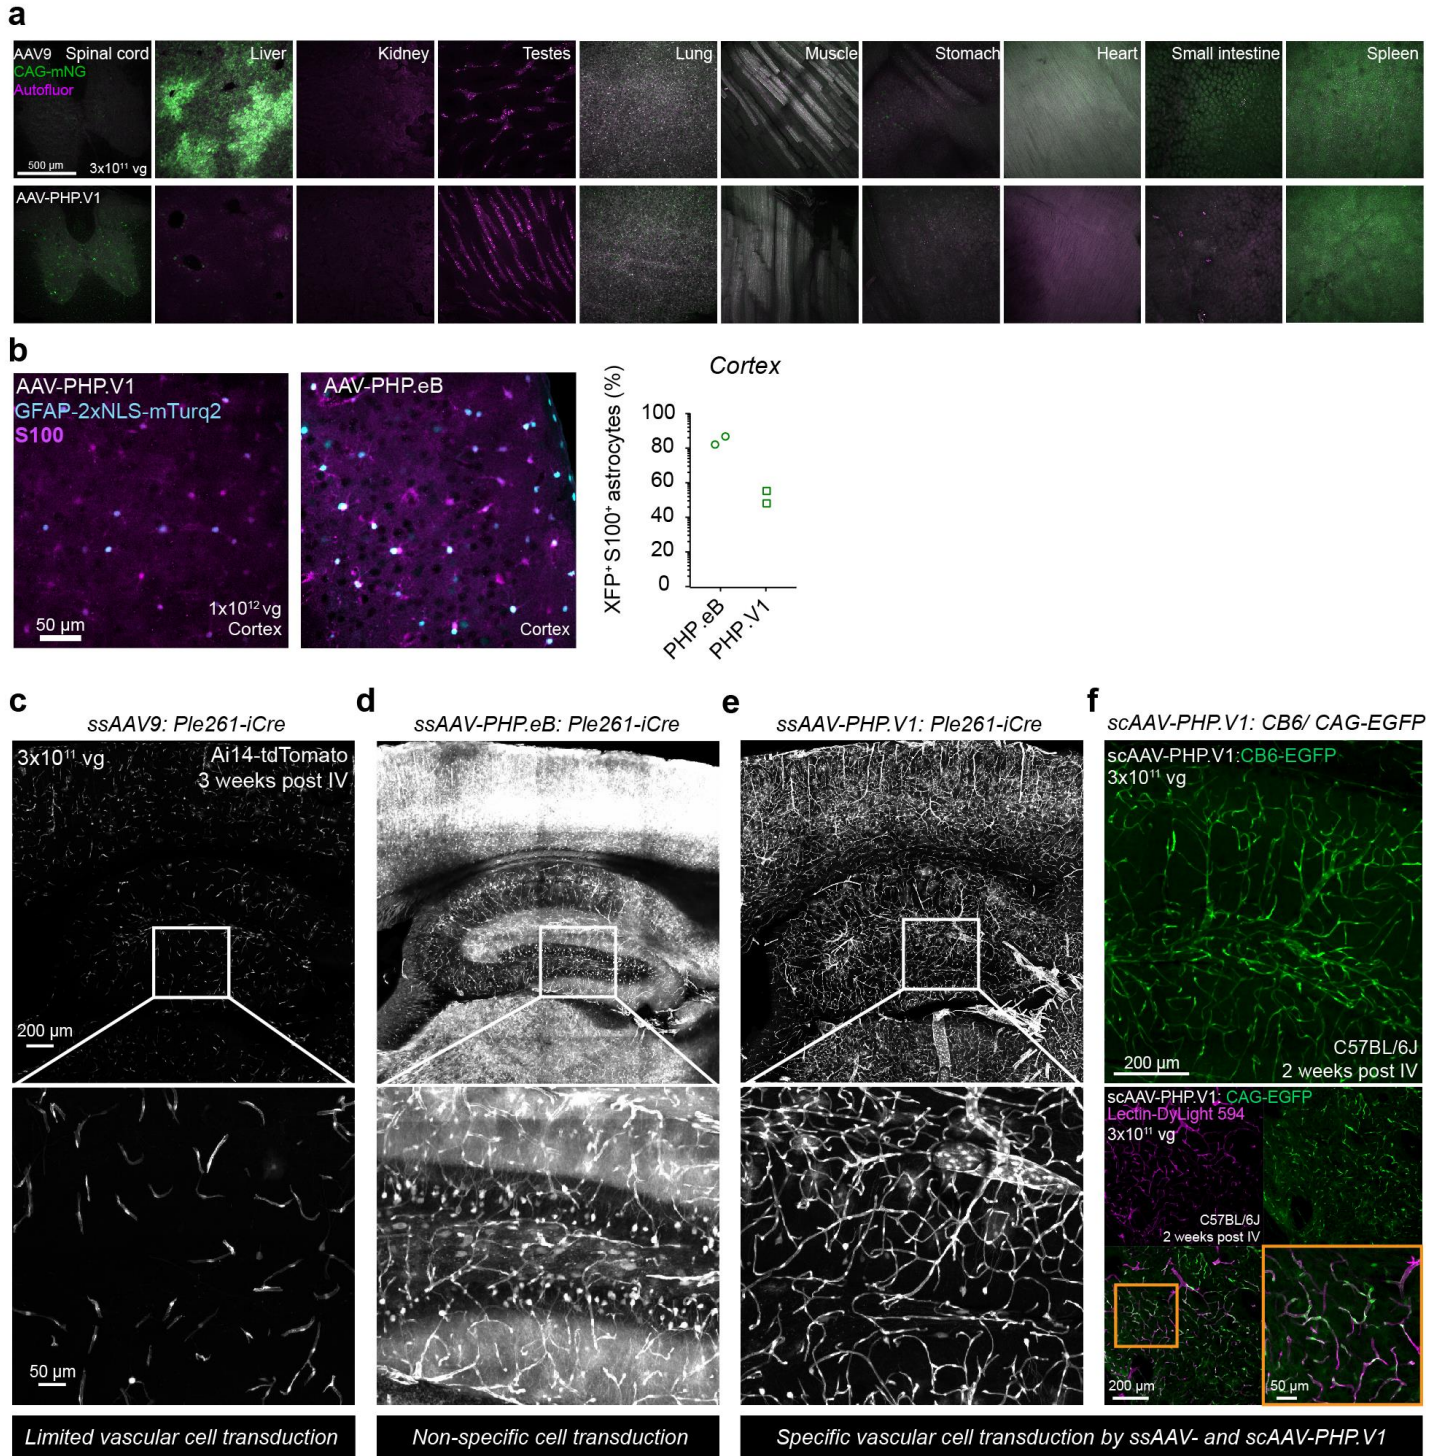 a
AAV9 Spinal cord
CAG-mNG
Autofluor
500 µm
3x10¹¹ vg
Liver
Kidney
Testes
Lung
Muscle
Stomach
Heart
Small intestine
Spleen
AAV-PHP.V1
b
AAV-PHP.V1
GFAP-2xNLS-mTurq2
S100
1x10¹² vg
Cortex
50 µm
AAV-PHP.eB
Cortex
Cortex
XFP⁺ S100⁺ astrocytes (%)
100
80
60
40
20
0
PHP.eB
PHP.V1
c
ssAAV9: Ple261-iCre
3x10¹¹ vg
Ai14-tdTomato
3 weeks post IV
200 µm
50 µm
Limited vascular cell transduction
d
ssAAV-PHP.eB: Ple261-iCre
Non-specific cell transduction
e
ssAAV-PHP.V1: Ple261-iCre
f
scAAV-PHP.V1: CB6/ CAG-EGFP
scAAV-PHP.V1:CB6-EGFP
3x10¹¹ vg
200 µm
C57BL/6J
2 weeks post IV
scAAV-PHP.V1: CAG-EGFP
Lectin-DyLight 594
3x10¹¹ vg
C57BL/6J
2 weeks post IV
200 µm
50 µm
Specific vascular cell transduction by ssAAV- and scAAV-PHP.V1